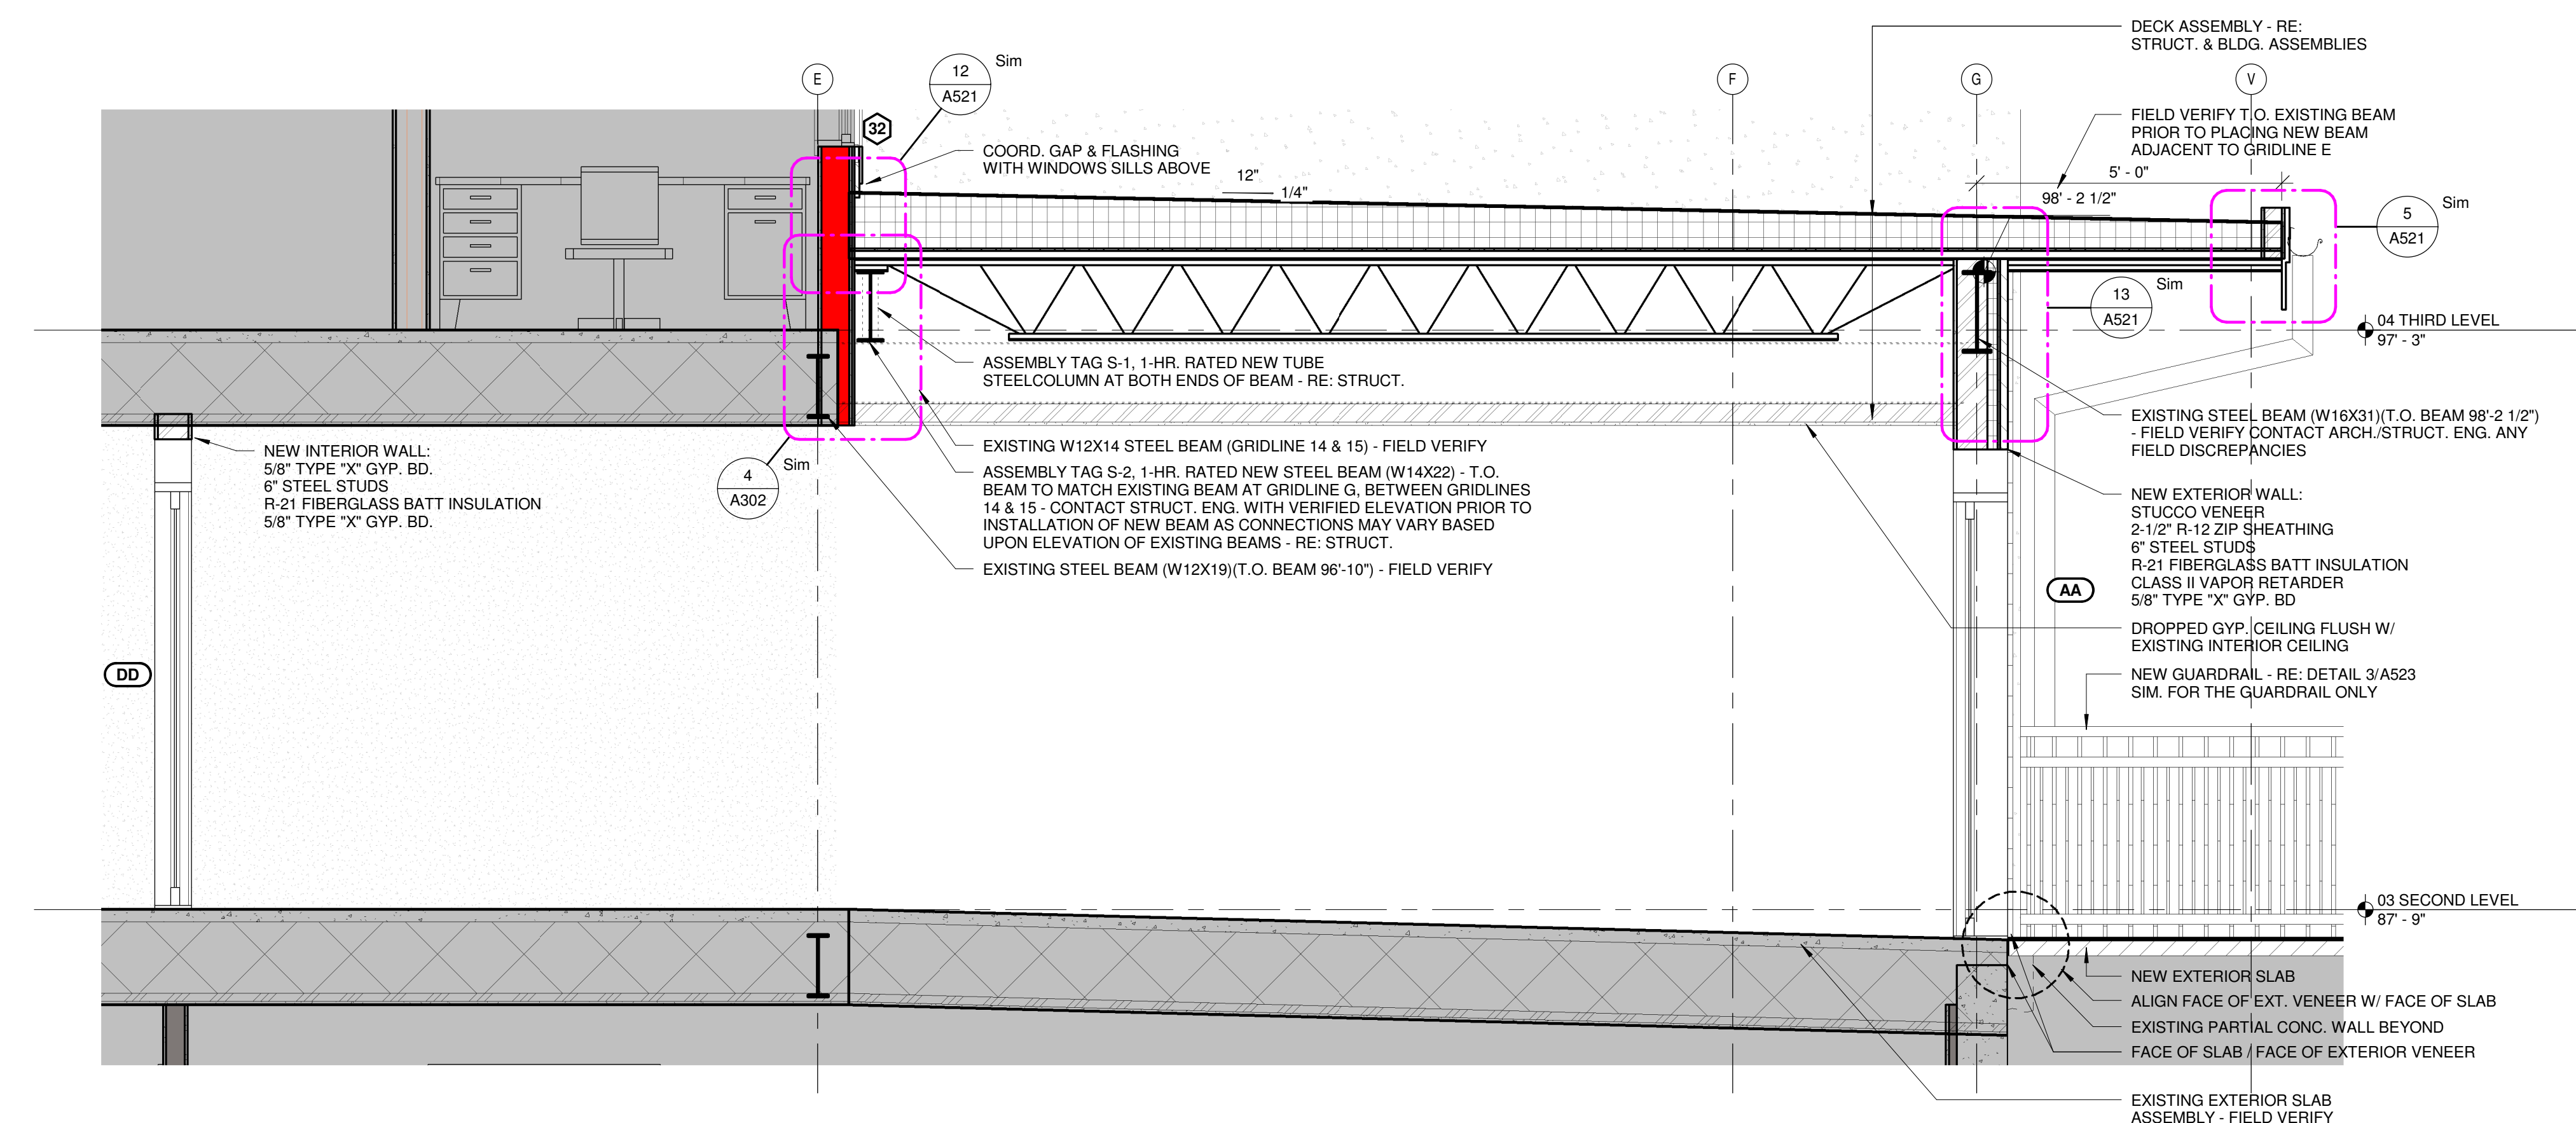 DECK ASSEMBLY - RE:
STRUCT. & BLDG. ASSEMBLIES
E
12
A521
Sim
F
G
V
32
COORD. GAP & FLASHING
WITH WINDOWS SILLS ABOVE
12"
1/4"
FIELD VERIFY T.O. EXISTING BEAM
PRIOR TO PLACING NEW BEAM
ADJACENT TO GRIDLINE E
5' - 0"
98' - 2 1/2"
5
A521
Sim
13
A521
Sim
04 THIRD LEVEL
97' - 3"
ASSEMBLY TAG S-1, 1-HR. RATED NEW TUBE
STEELCOLUMN AT BOTH ENDS OF BEAM - RE: STRUCT.
EXISTING W12X14 STEEL BEAM (GRIDLINE 14 & 15) - FIELD VERIFY
ASSEMBLY TAG S-2, 1-HR. RATED NEW STEEL BEAM (W14X22) - T.O.
BEAM TO MATCH EXISTING BEAM AT GRIDLINE G, BETWEEN GRIDLINES
14 & 15 - CONTACT STRUCT. ENG. WITH VERIFIED ELEVATION PRIOR TO
INSTALLATION OF NEW BEAM AS CONNECTIONS MAY VARY BASED
UPON ELEVATION OF EXISTING BEAMS - RE: STRUCT.
EXISTING STEEL BEAM (W12X19)(T.O. BEAM 96'-10") - FIELD VERIFY
4
A302
Sim
NEW INTERIOR WALL:
5/8" TYPE "X" GYP. BD.
6" STEEL STUDS
R-21 FIBERGLASS BATT INSULATION
5/8" TYPE "X" GYP. BD.
EXISTING STEEL BEAM (W16X31)(T.O. BEAM 98'-2 1/2")
- FIELD VERIFY CONTACT ARCH./STRUCT. ENG. ANY
FIELD DISCREPANCIES
NEW EXTERIOR WALL:
STUCCO VENEER
2-1/2" R-12 ZIP SHEATHING
6" STEEL STUDS
R-21 FIBERGLASS BATT INSULATION
CLASS II VAPOR RETARDER
5/8" TYPE "X" GYP. BD
AA
DROPPED GYP. CEILING FLUSH W/
EXISTING INTERIOR CEILING
DD
NEW GUARDRAIL - RE: DETAIL 3/A523
SIM. FOR THE GUARDRAIL ONLY
03 SECOND LEVEL
87' - 9"
NEW EXTERIOR SLAB
ALIGN FACE OF EXT. VENEER W/ FACE OF SLAB
EXISTING PARTIAL CONC. WALL BEYOND
FACE OF SLAB / FACE OF EXTERIOR VENEER
EXISTING EXTERIOR SLAB
ASSEMBLY - FIELD VERIFY